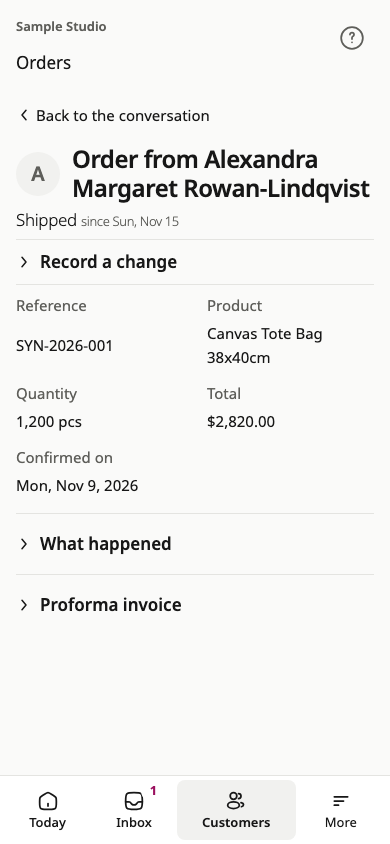 Sample Studio
Orders
Back to the conversation
A
Order from Alexandra
Margaret Rowan-Lindqvist
Shipped since Sun, Nov 15
Record a change
Reference
Product
SYN-2026-001
Canvas Tote Bag
38x40cm
Quantity
Total
1,200 pcs
$2,820.00
Confirmed on
Mon, Nov 9, 2026
What happened
Proforma invoice
1
Today
Inbox
Customers
More